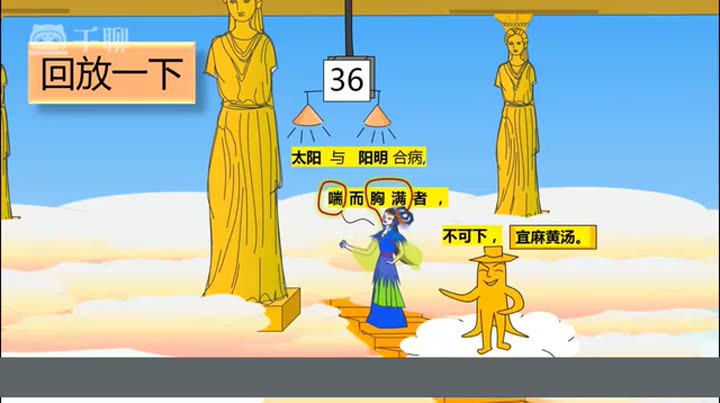 千聊
回放一下
36
太阳 与 阳明合病,
喘而胸满者，
不可下，
宜麻黄汤。